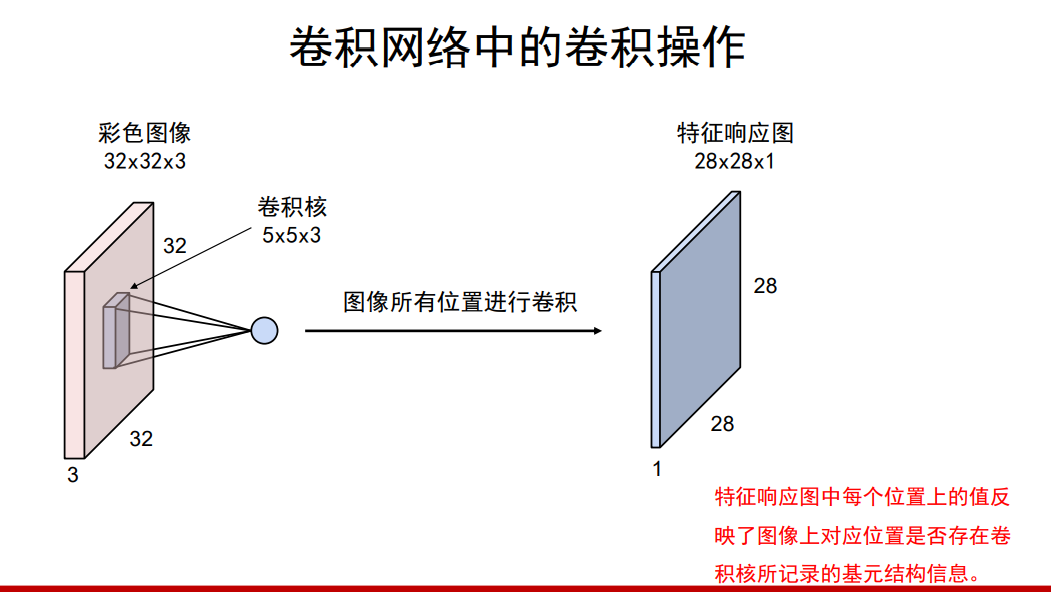 卷积网络中的卷积操作
彩色图像
32x32x3
卷积核
5x5x3
32
32
3
图像所有位置进行卷积
特征响应图
28x28x1
28
28
1
特征响应图中每个位置上的值反
映了图像上对应位置是否存在卷
积核所记录的基元结构信息。